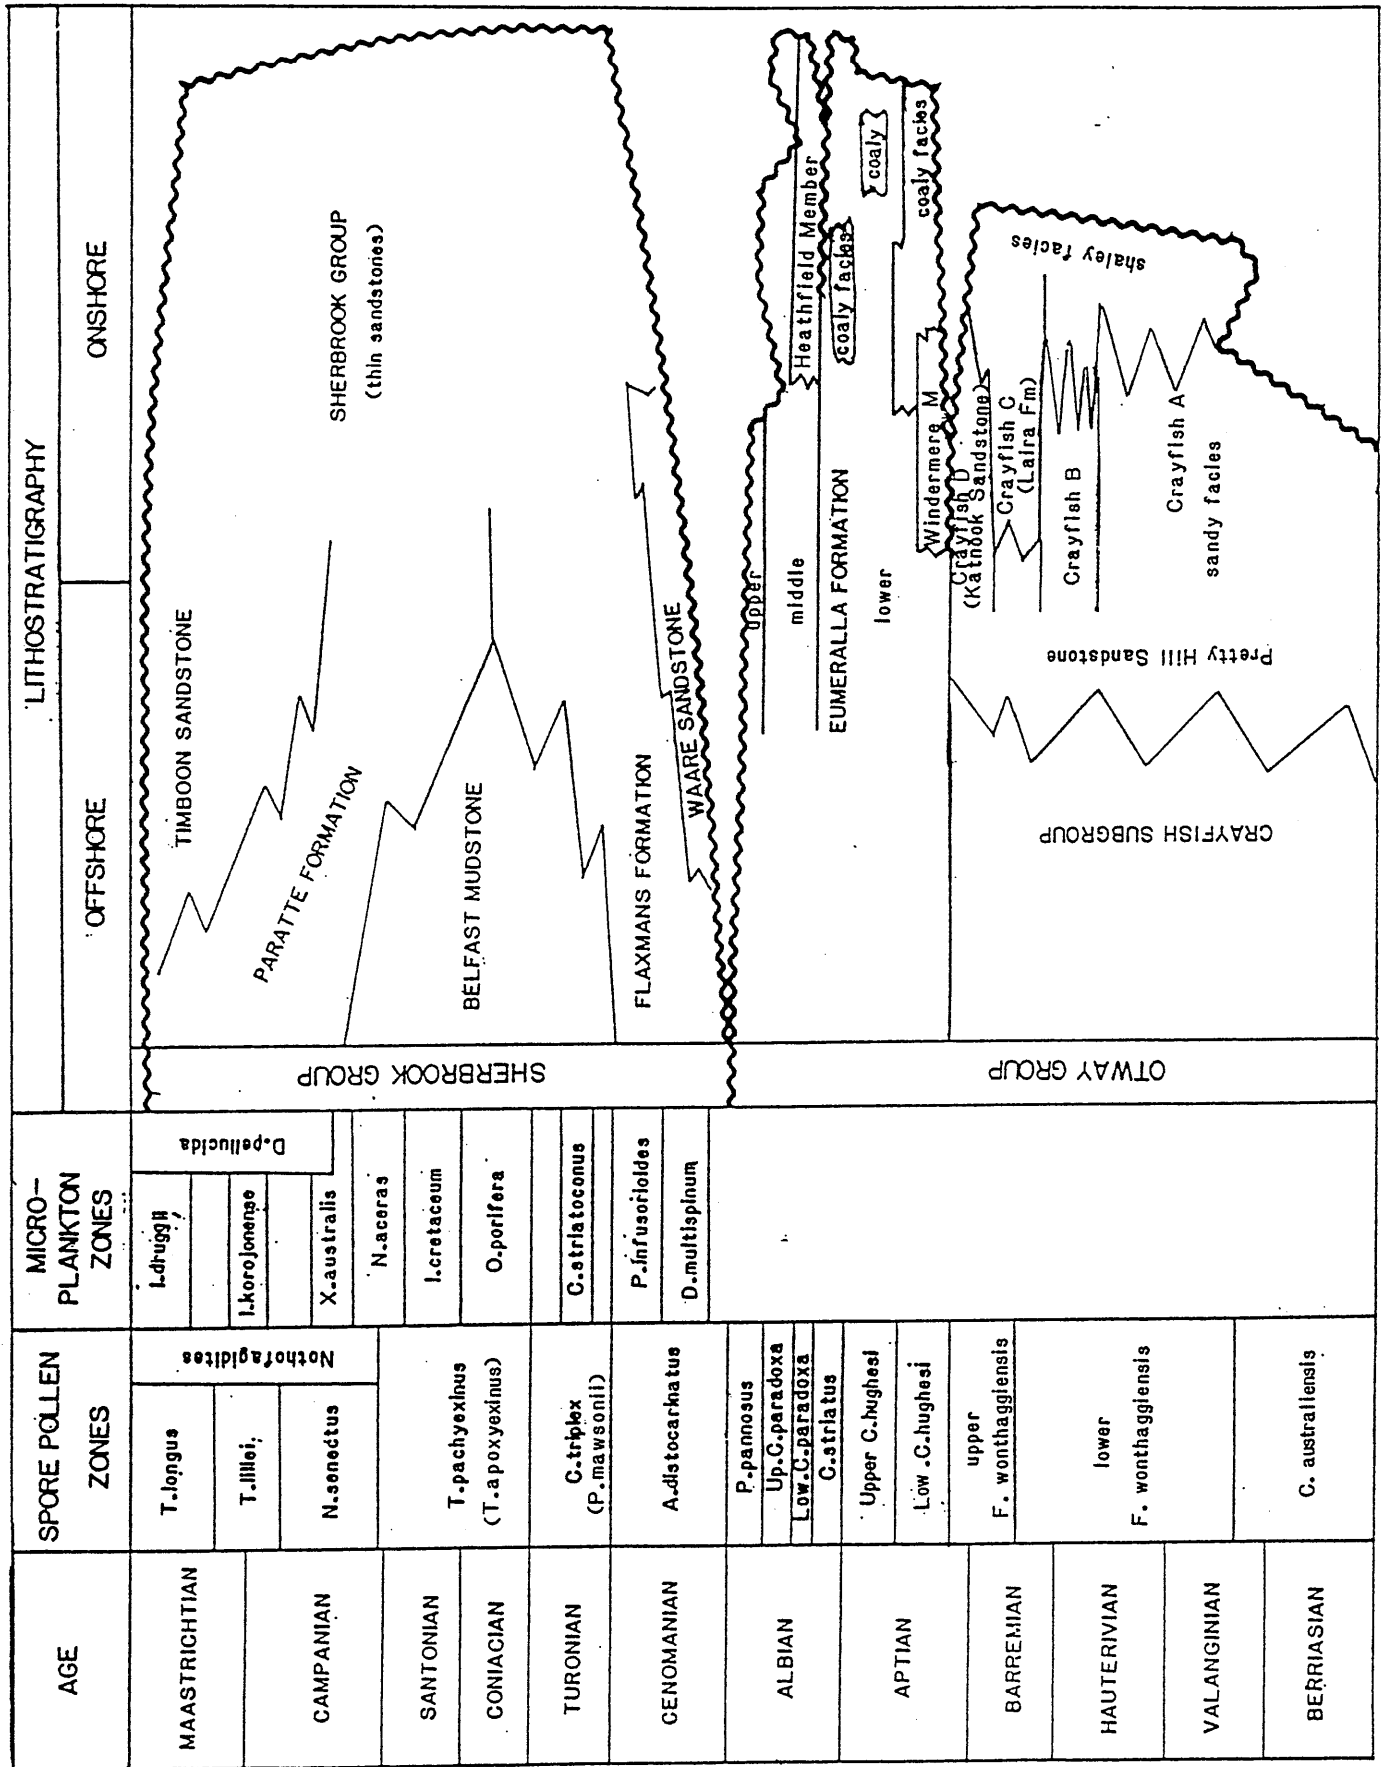 AGE
SPORE POLLEN
ZONES
MICRO-
PLANKTON
ZONES
LITHOSTRATIGRAPHY
OFFSHORE
ONSHORE
MAASTRICHTIAN
CAMPANIAN
SANTONIAN
CONIACIAN
TURONIAN
CENOMANIAN
ALBIAN
APTIAN
BARREMIAN
HAUTERIVIAN
VALANGINIAN
BERRIASIAN
T.longus
T.lillei
N.senectus
Nothofagidites
T.pachyexinus
(T.apoxyexinus)
C.triplex
(P.mawsonii)
A.distocarinatus
P.pannosus
Up.C.paradoxa
Low.C.paradoxa
C.striatus
Upper C.hughesi
Low.C.hughesi
upper
F. wonthaggiensis
lower
F. wonthaggiensis
C. australiensis
I.druggii
I.korojonense
X.australis
D.pellucida
N.aceras
I.cretaceum
O.porifera
C.striatoconus
P.infusorioides
D.multispinum
SHERBROOK GROUP
OTWAY GROUP
TIMBOON SANDSTONE
PARATTE FORMATION
BELFAST MUDSTONE
FLAXMANS FORMATION
WAARE SANDSTONE
SHERBROOK GROUP
(thin sandstones)
upper
middle
Heathfield Member
EUMERALLA FORMATION
coaly facies
lower
coaly
coaly facies
Windermere M
Crayfish D
(Katnook Sandstone)
Crayfish C
(Laira Fm)
Crayfish B
Crayfish A
sandy facies
shaley facies
Pretty Hill Sandstone
CRAYFISH SUBGROUP